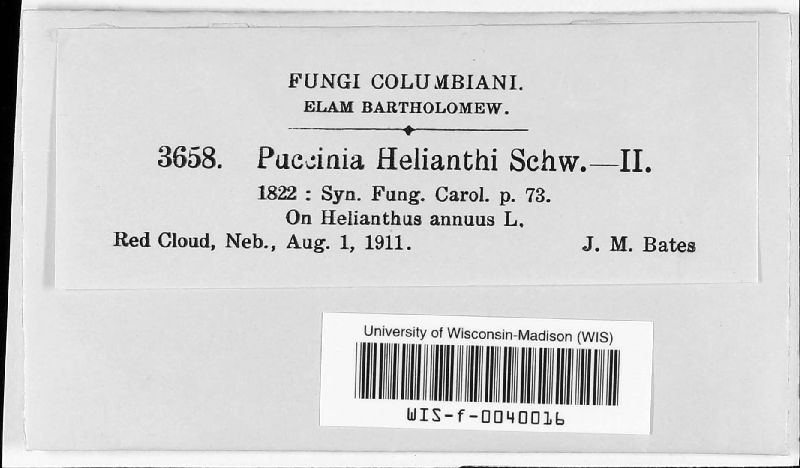 FUNGI COLUMBIANI.
ELAM BARTHOLOMEW.
3658. Puccinia Helianthi Schw.—II.
1822 : Syn. Fung. Carol. p. 73.
On Helianthus annuus L.
Red Cloud, Neb., Aug. 1, 1911. J. M. Bates
University of Wisconsin-Madison (WIS)
WIS-f-0040016